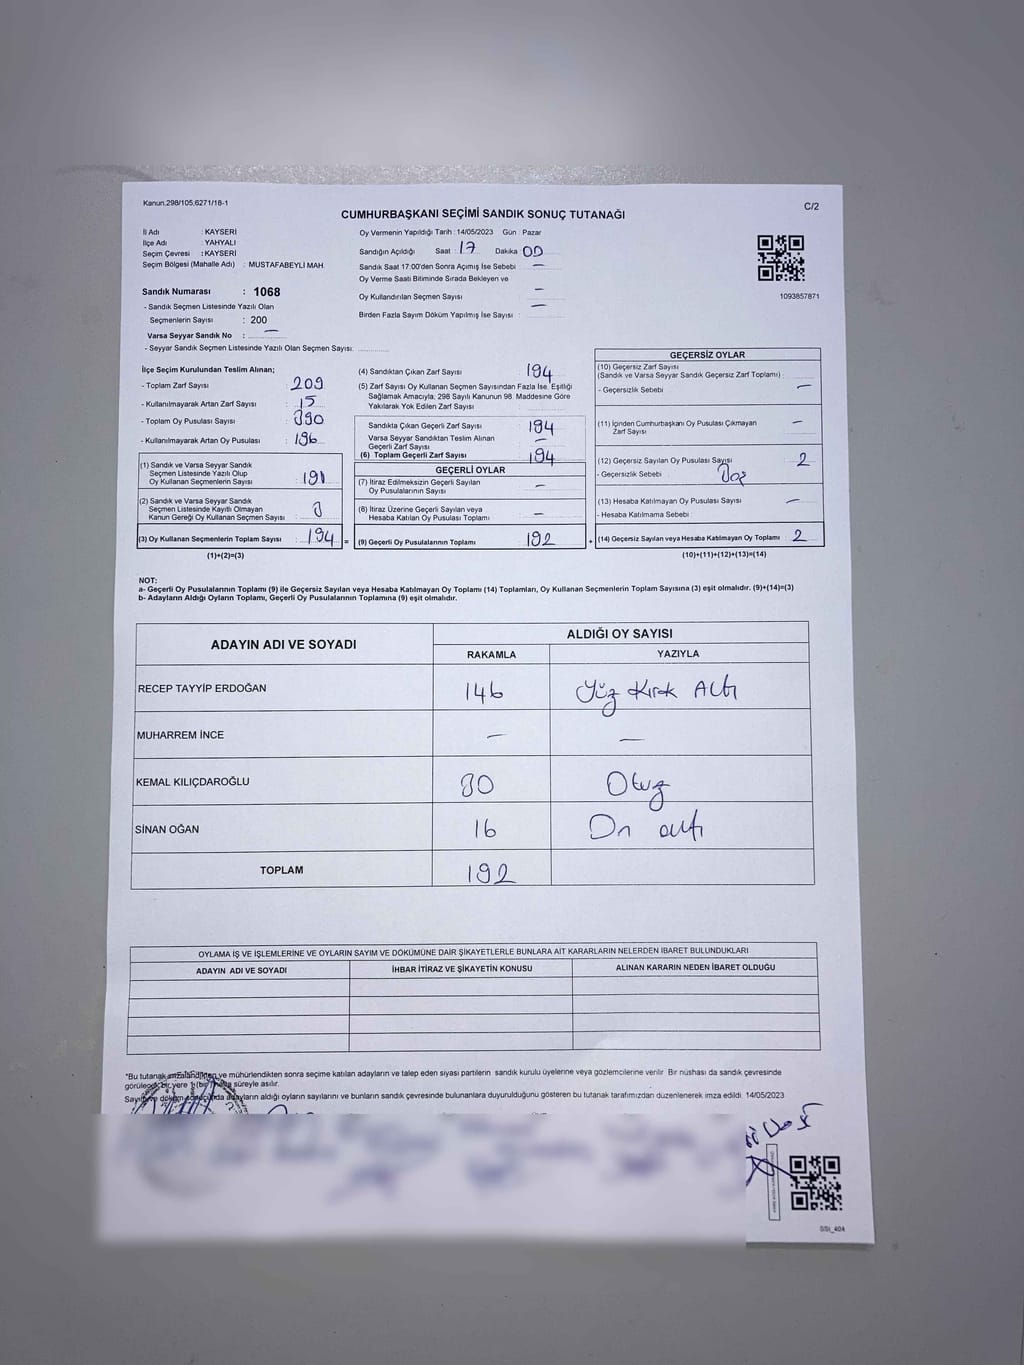 Kanun.298/105,6271/18-1
C/2
CUMHURBAŞKANI SEÇİMİ SANDIK SONUÇ TUTANAĞI
İl Adı : KAYSERİ
İlçe Adı : YAHYALI
Seçim Çevresi : KAYSERİ
Seçim Bölgesi (Mahalle Adı) : MUSTAFABEYLİ MAH.
Sandık Numarası : 1068
- Sandık Seçmen Listesinde Yazılı Olan
Seçmenlerin Sayısı : 200
Varsa Seyyar Sandık No : —
- Seyyar Sandık Seçmen Listesinde Yazılı Olan Seçmen Sayısı:
Oy Vermenin Yapıldığı Tarih :14/05/2023 Gün : Pazar
Sandığın Açıldığı Saat : 17 Dakika : 00
Sandık Saat 17:00'den Sonra Açılmış İse Sebebi : —
Oy Verme Saati Bitiminde Sırada Bekleyen ve
Oy Kullandırılan Seçmen Sayısı : —
Birden Fazla Sayım Döküm Yapılmış İse Sayısı : —
1093857871
İlçe Seçim Kurulundan Teslim Alınan;
- Toplam Zarf Sayısı : 209
- Kullanılmayarak Artan Zarf Sayısı : 15
- Toplam Oy Pusulası Sayısı : 390
- Kullanılmayarak Artan Oy Pusulası : 196
(1) Sandık ve Varsa Seyyar Sandık
Seçmen Listesinde Yazılı Olup
Oy Kullanan Seçmenlerin Sayısı : 191
(2) Sandık ve Varsa Seyyar Sandık
Seçmen Listesinde Kayıtlı Olmayan
Kanun Gereği Oy Kullanan Seçmen Sayısı : 3
(3) Oy Kullanan Seçmenlerin Toplam Sayısı : 194 =
(1)+(2)=(3)
(4) Sandıktan Çıkan Zarf Sayısı : 194
(5) Zarf Sayısı Oy Kullanan Seçmen Sayısından Fazla İse, Eşitliği
Sağlamak Amacıyla, 298 Sayılı Kanunun 98. Maddesine Göre
Yakılarak Yok Edilen Zarf Sayısı :
Sandıkta Çıkan Geçerli Zarf Sayısı : 194
Varsa Seyyar Sandıktan Teslim Alınan
Geçerli Zarf Sayısı : —
(6) Toplam Geçerli Zarf Sayısı : 194
GEÇERLİ OYLAR
(7) İtiraz Edilmeksizin Geçerli Sayılan
Oy Pusulalarının Sayısı : —
(8) İtiraz Üzerine Geçerli Sayılan veya
Hesaba Katılan Oy Pusulası Toplamı : —
(9) Geçerli Oy Pusulalarının Toplamı : 192 +
GEÇERSİZ OYLAR
(10) Geçersiz Zarf Sayısı
(Sandık ve Varsa Seyyar Sandık Geçersiz Zarf Toplamı) :
- Geçersizlik Sebebi : —
(11) İçinden Cumhurbaşkanı Oy Pusulası Çıkmayan
Zarf Sayısı : —
(12) Geçersiz Sayılan Oy Pusulası Sayısı : 2
- Geçersizlik Sebebi : Boş
(13) Hesaba Katılmayan Oy Pusulası Sayısı : —
- Hesaba Katılmama Sebebi :
(14) Geçersiz Sayılan veya Hesaba Katılmayan Oy Toplamı : 2
(10)+(11)+(12)+(13)=(14)
NOT:
a- Geçerli Oy Pusulalarının Toplamı (9) ile Geçersiz Sayılan veya Hesaba Katılmayan Oy Toplamı (14) Toplamları, Oy Kullanan Seçmenlerin Toplam Sayısına (3) eşit olmalıdır. (9)+(14)=(3)
b- Adayların Aldığı Oyların Toplamı, Geçerli Oy Pusulalarının Toplamına (9) eşit olmalıdır.
ADAYIN ADI VE SOYADI
ALDIĞI OY SAYISI
RAKAMLA YAZIYLA
RECEP TAYYİP ERDOĞAN 146 Yüz Kırk Altı
MUHARREM İNCE — —
KEMAL KILIÇDAROĞLU 30 Otuz
SİNAN OĞAN 16 On altı
TOPLAM 192
OYLAMA İŞ VE İŞLEMLERİNE VE OYLARIN SAYIM VE DÖKÜMÜNE DAİR ŞİKAYETLERLE BUNLARA AİT KARARLARIN NELERDEN İBARET BULUNDUKLARI
ADAYIN ADI VE SOYADI İHBAR İTİRAZ VE ŞİKAYETİN KONUSU ALINAN KARARIN NEDEN İBARET OLDUĞU
*Bu tutanak imzalandıktan ve mühürlendikten sonra seçime katılan adayların ve talep eden siyasi partilerin sandık kurulu üyelerine veya gözlemcilerine verilir. Bir nüshası da sandık çevresinde
görülecek bir yere 1(bir) hafta süreyle asılır.
Sayım ve döküm sonucunda adayların aldığı oyların sayılarını ve bunların sandık çevresinde bulunanlara duyurulduğunu gösteren bu tutanak tarafımızdan düzenlenerek imza edildi. 14/05/2023